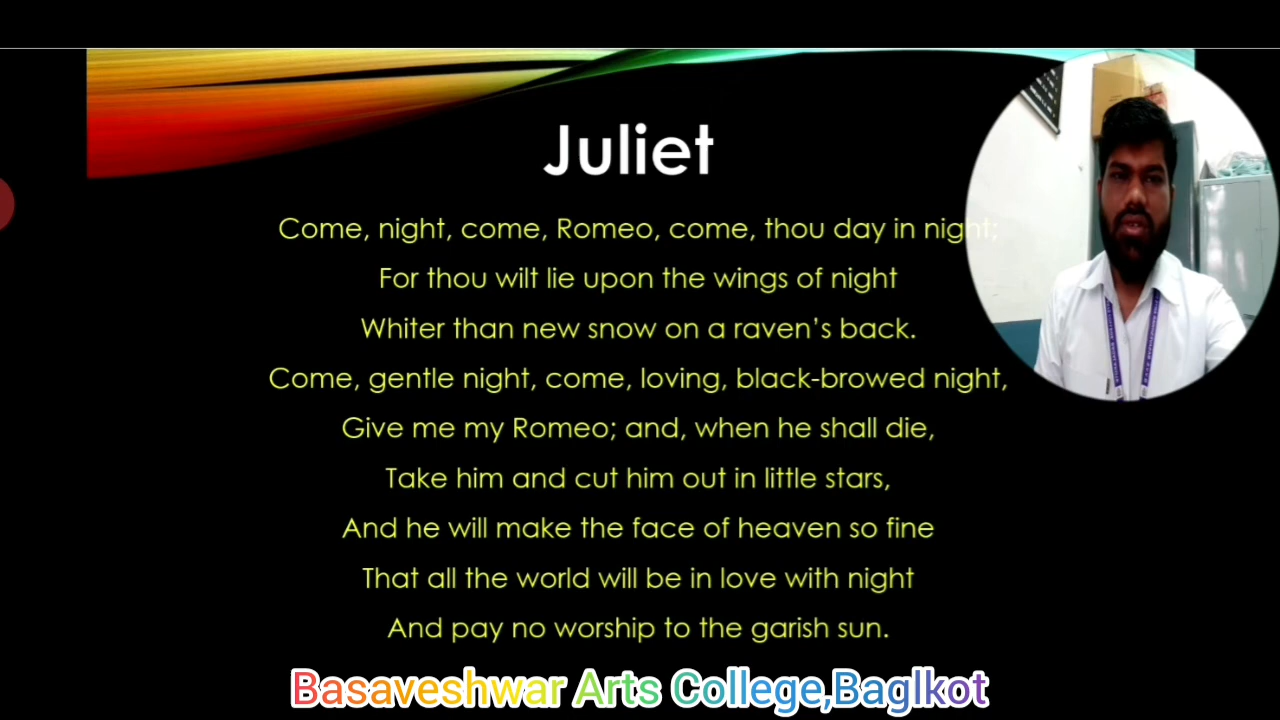 Juliet
Come, night, come, Romeo, come, thou day in night;
For thou wilt lie upon the wings of night
Whiter than new snow on a raven’s back.
Come, gentle night, come, loving, black-browed night,
Give me my Romeo; and, when he shall die,
Take him and cut him out in little stars,
And he will make the face of heaven so fine
That all the world will be in love with night
And pay no worship to the garish sun.
Basaveshwar Arts College,Baglkot